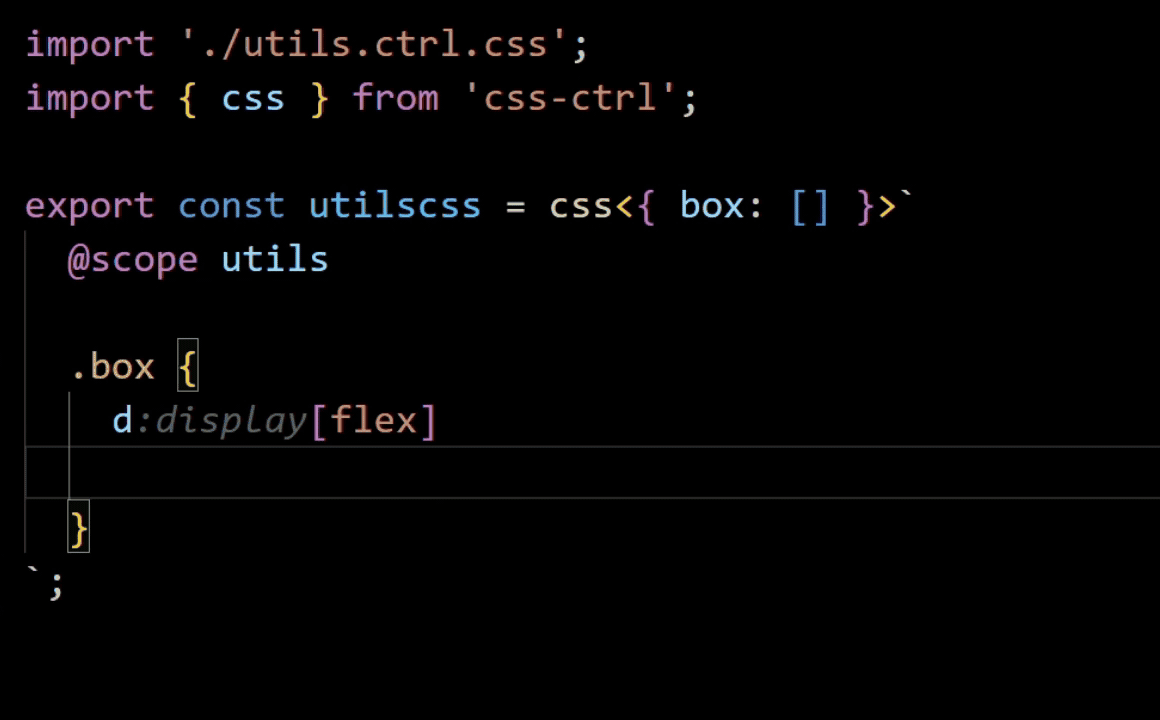 import './utils.ctrl.css';
import { css } from 'css-ctrl';
export const utilscss = css<{ box: [] }>`
@scope utils
.box {
d:display[flex]
}
`;